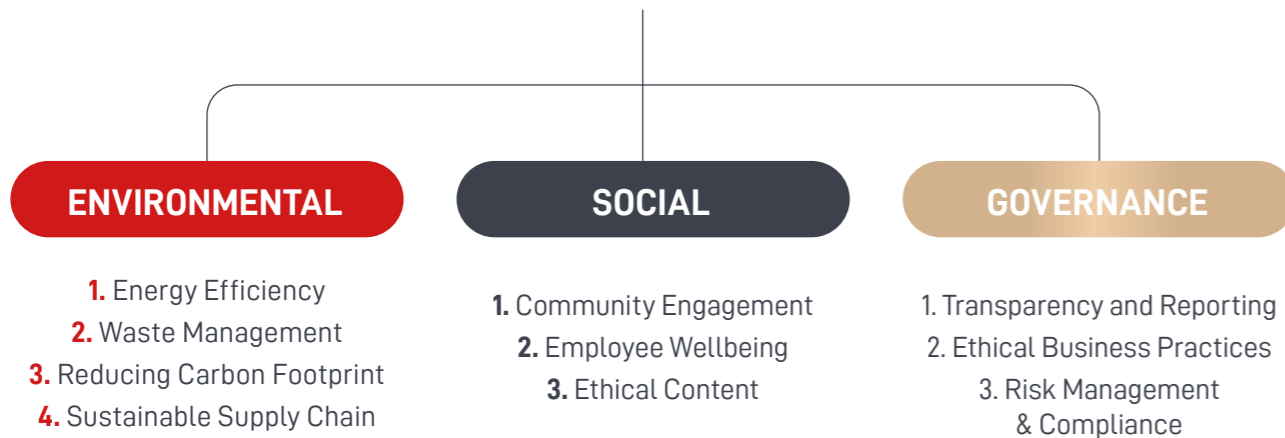 ENVIRONMENTAL
1. Energy Efficiency
2. Waste Management
3. Reducing Carbon Footprint
4. Sustainable Supply Chain
SOCIAL
1. Community Engagement
2. Employee Wellbeing
3. Ethical Content
GOVERNANCE
1. Transparency and Reporting
2. Ethical Business Practices
3. Risk Management
& Compliance